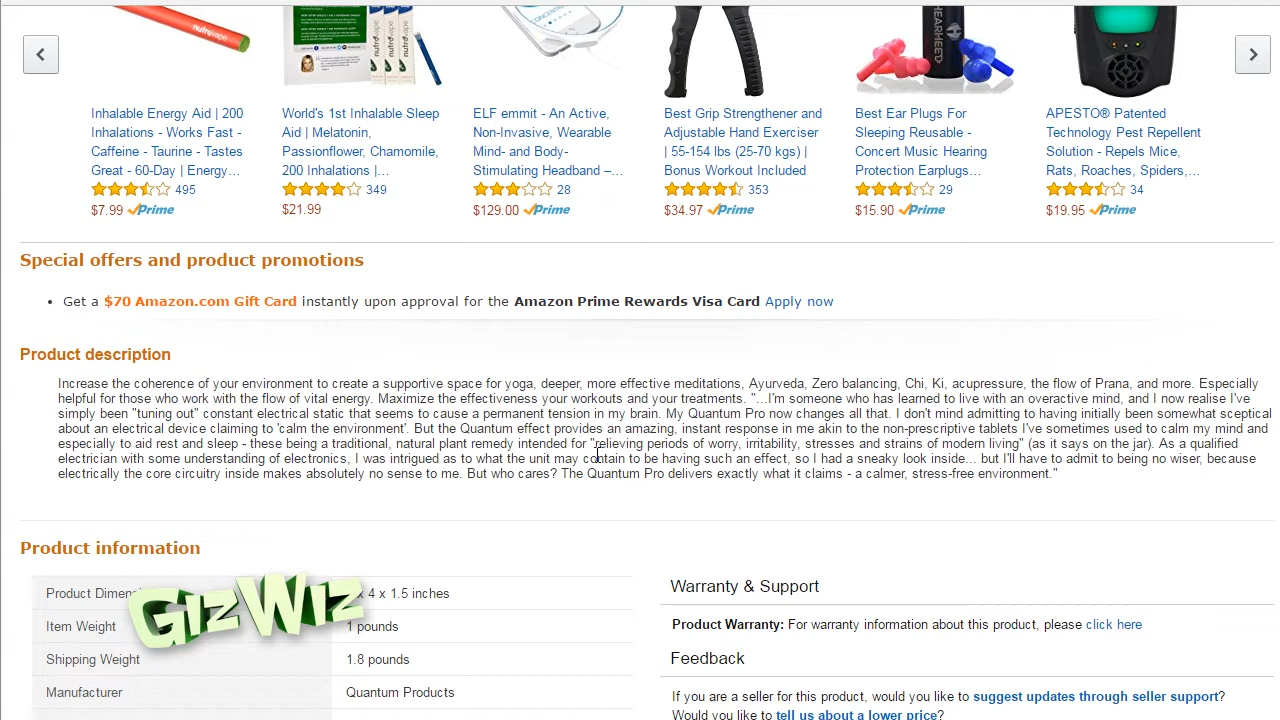 nutrovape
HEARHEED
Inhalable Energy Aid | 200
Inhalations - Works Fast -
Caffeine - Taurine - Tastes
Great - 60-Day | Energy…
495
$7.99 Prime
World's 1st Inhalable Sleep
Aid | Melatonin,
Passionflower, Chamomile,
200 Inhalations |…
349
$21.99
ELF emmit - An Active,
Non-Invasive, Wearable
Mind- and Body-
Stimulating Headband –…
28
$129.00 Prime
Best Grip Strengthener and
Adjustable Hand Exerciser
| 55-154 lbs (25-70 kgs) |
Bonus Workout Included
353
$34.97 Prime
Best Ear Plugs For
Sleeping Reusable -
Concert Music Hearing
Protection Earplugs…
29
$15.90 Prime
APESTO® Patented
Technology Pest Repellent
Solution - Repels Mice,
Rats, Roaches, Spiders,…
34
$19.95 Prime
Special offers and product promotions
• Get a $70 Amazon.com Gift Card instantly upon approval for the Amazon Prime Rewards Visa Card Apply now
Product description
Increase the coherence of your environment to create a supportive space for yoga, deeper, more effective meditations, Ayurveda, Zero balancing, Chi, Ki, acupressure, the flow of Prana, and more. Especially
helpful for those who work with the flow of vital energy. Maximize the effectiveness your workouts and your treatments. "...I'm someone who has learned to live with an overactive mind, and I now realise I've
simply been "tuning out" constant electrical static that seems to cause a permanent tension in my brain. My Quantum Pro now changes all that. I don't mind admitting to having initially been somewhat sceptical
about an electrical device claiming to 'calm the environment'. But the Quantum effect provides an amazing, instant response in me akin to the non-prescriptive tablets I've sometimes used to calm my mind and
especially to aid rest and sleep - these being a traditional, natural plant remedy intended for "relieving periods of worry, irritability, stresses and strains of modern living" (as it says on the jar). As a qualified
electrician with some understanding of electronics, I was intrigued as to what the unit may contain to be having such an effect, so I had a sneaky look inside... but I'll have to admit to being no wiser, because
electrically the core circuitry inside makes absolutely no sense to me. But who cares? The Quantum Pro delivers exactly what it claims - a calmer, stress-free environment."
Product information
Product Dimen
x 4 x 1.5 inches
Item Weight
1 pounds
Shipping Weight
1.8 pounds
Manufacturer
Quantum Products
GizWiz
Warranty & Support
Product Warranty: For warranty information about this product, please click here
Feedback
If you are a seller for this product, would you like to suggest updates through seller support?
Would you like to tell us about a lower price?